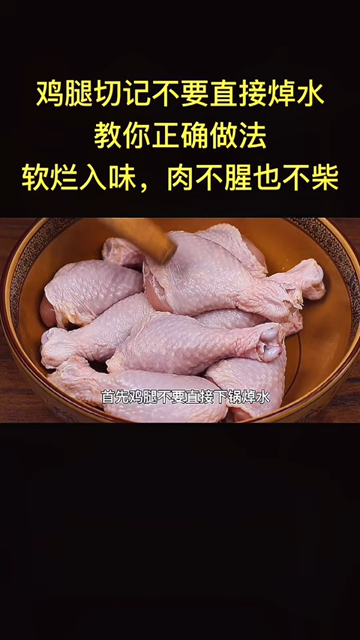 鸡腿切记不要直接焯水
教你正确做法
软烂入味，肉不腥也不柴
首先鸡腿不要直接下锅焯水